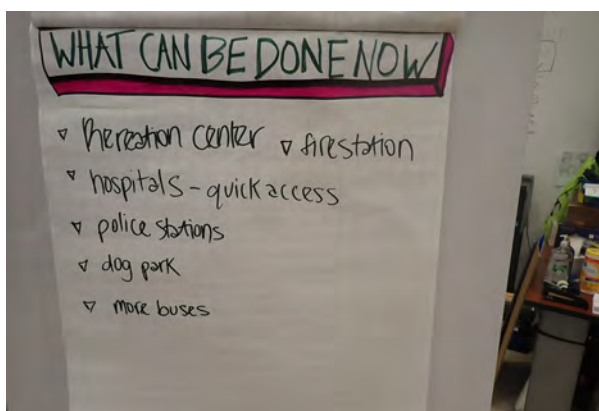 WHAT CAN BE DONE NOW
▿ Recreation center ▿ firestation
▿ hospitals - quick access
▿ police stations
▿ dog park
▿ more buses